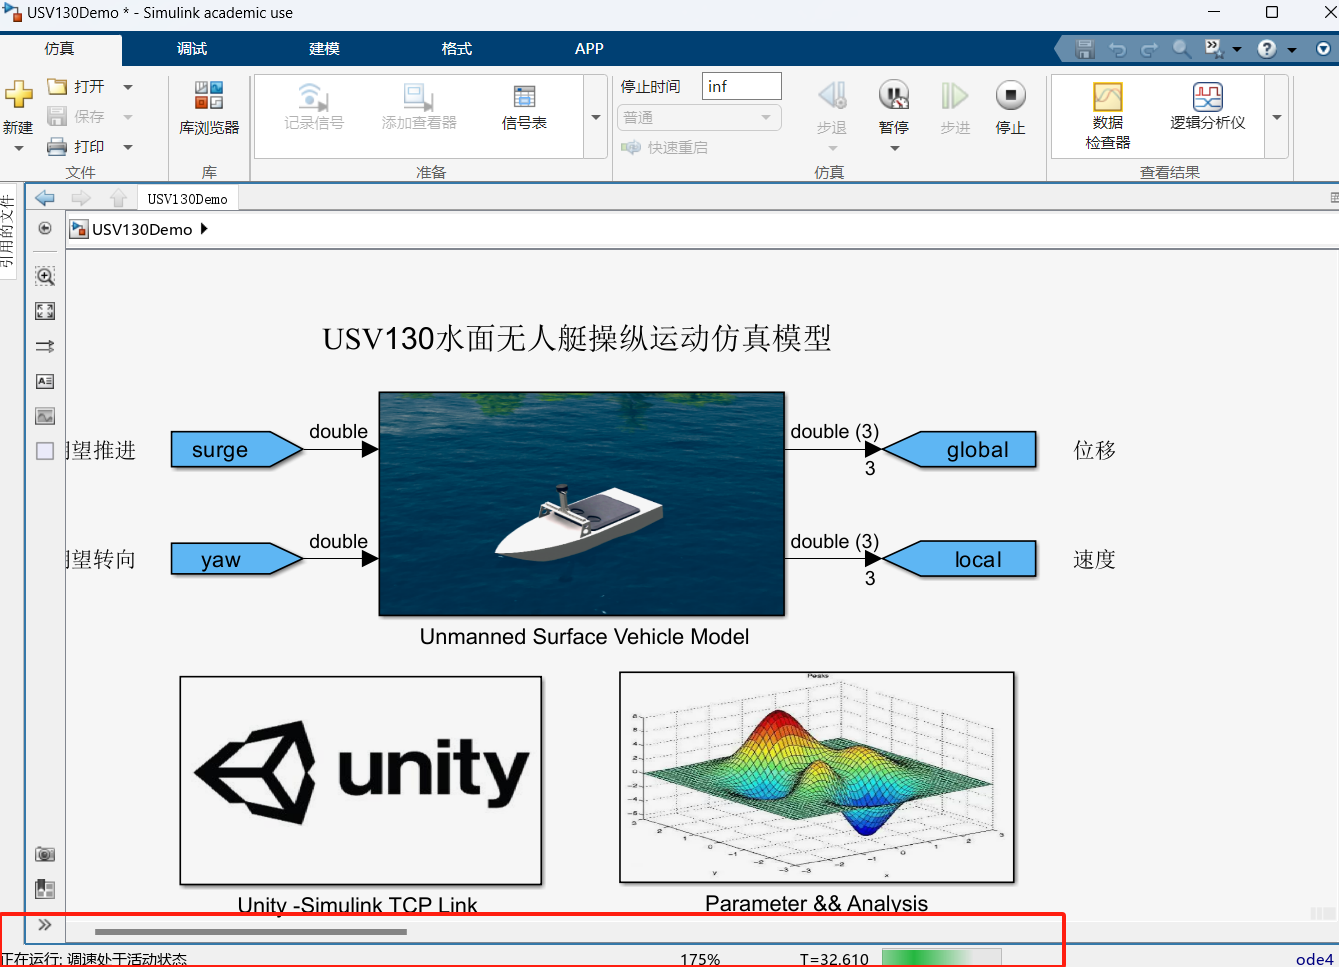 USV130Demo * - Simulink academic use
仿真 调试 建模 格式 APP
新建 打开 保存 打印
文件
库浏览器
库
记录信号 添加查看器 信号表
准备
停止时间 inf
普通
快速重启
步退 暂停 步进 停止
仿真
数据检查器 逻辑分析仪
查看结果
引用的文件
USV130Demo
USV130Demo
USV130水面无人艇操纵运动仿真模型
望推进 surge double double (3) 3 global 位移
望转向 yaw double double (3) 3 local 速度
Unmanned Surface Vehicle Model
unity
Peaks
Unity -Simulink TCP Link
Parameter && Analysis
正在运行: 调速处于活动状态 175% T=32.610 ode4